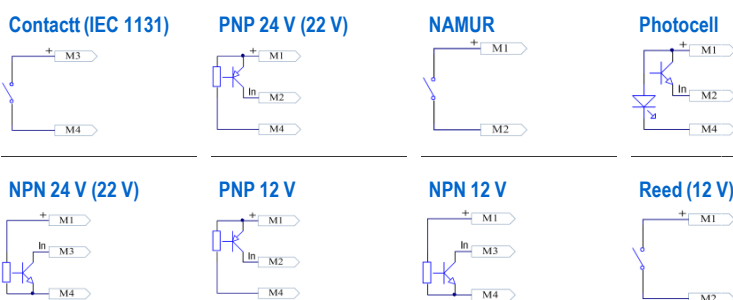 Contactt (IEC 1131) PNP 24 V (22 V) NAMUR Photocell
+ M3
M4
+ M1
In M2
M4
+ M1
M2
+ M1
In M2
M4
NPN 24 V (22 V) PNP 12 V NPN 12 V Reed (12 V)
+ M1
In M3
M4
+ M1
In M2
M4
+ M1
In M3
M4
+ M1
M2